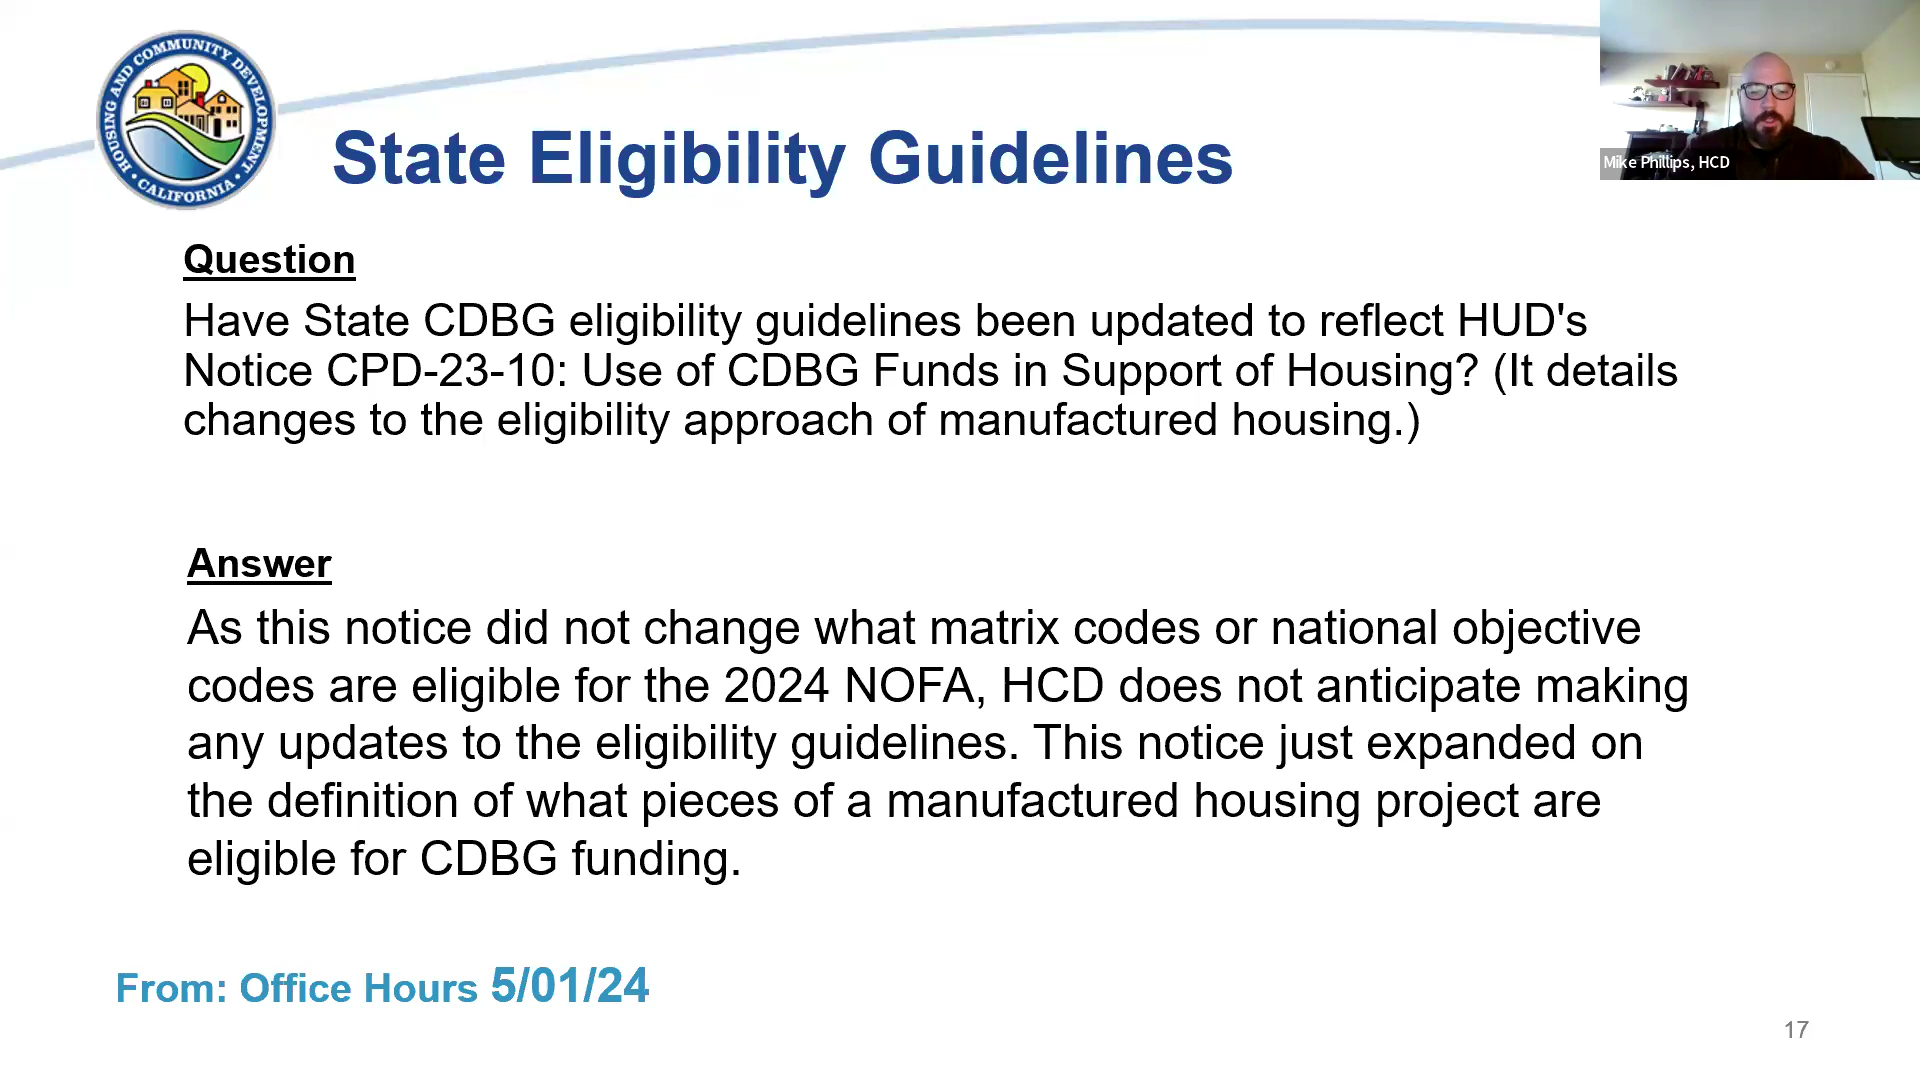 HOUSING AND COMMUNITY DEVELOPMENT
• CALIFORNIA •
State Eligibility Guidelines
Mike Phillips, HCD
Question
Have State CDBG eligibility guidelines been updated to reflect HUD's
Notice CPD-23-10: Use of CDBG Funds in Support of Housing? (It details
changes to the eligibility approach of manufactured housing.)
Answer
As this notice did not change what matrix codes or national objective
codes are eligible for the 2024 NOFA, HCD does not anticipate making
any updates to the eligibility guidelines. This notice just expanded on
the definition of what pieces of a manufactured housing project are
eligible for CDBG funding.
From: Office Hours 5/01/24
17